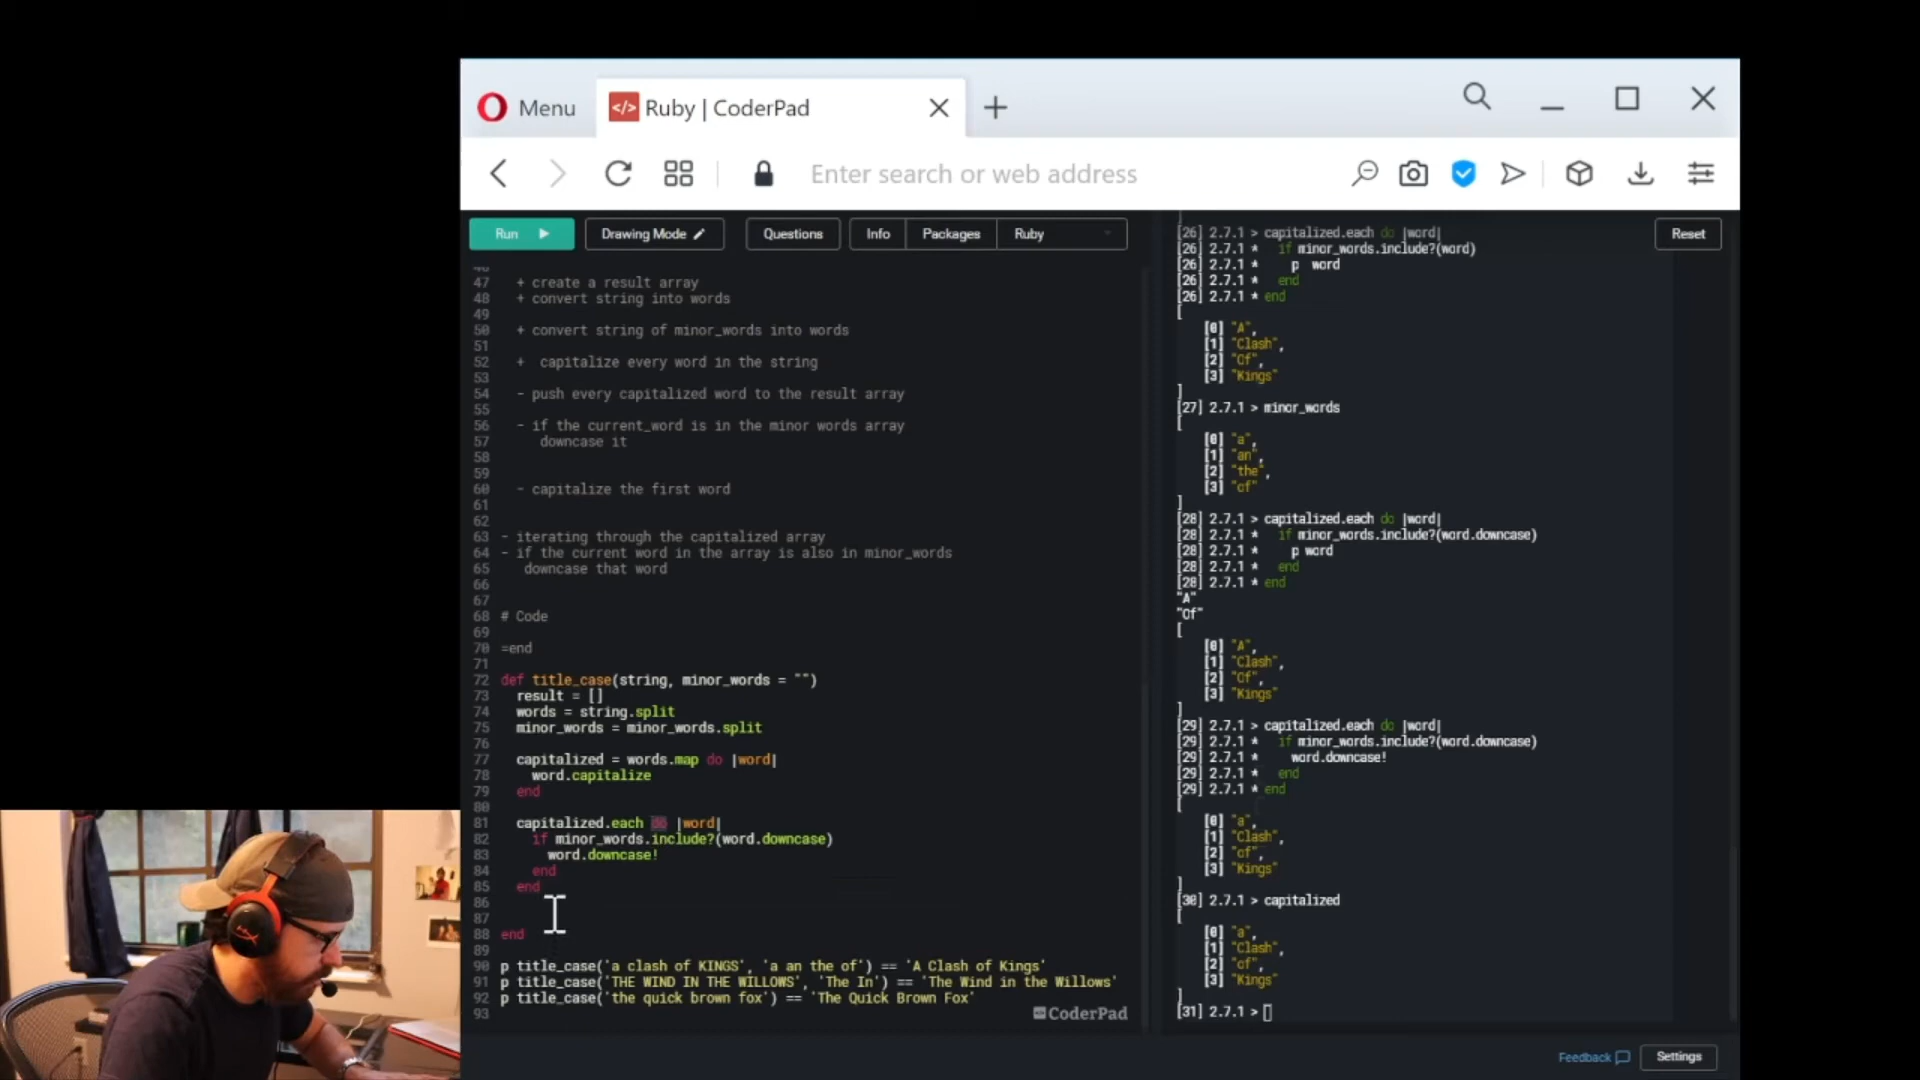 Menu
Ruby | CoderPad
Enter search or web address
Run
Drawing Mode
Questions
Info
Packages
Ruby
Reset
46
47 + create a result array
48 + convert string into words
49
50 + convert string of minor_words into words
51
52 + capitalize every word in the string
53
54 - push every capitalized word to the result array
55
56 - if the current_word is in the minor words array
57 downcase it
58
59
60 - capitalize the first word
61
62
63 - iterating through the capitalized array
64 - if the current word in the array is also in minor_words
65 downcase that word
66
67
68 # Code
69
70 =end
71
72 def title_case(string, minor_words = "")
73 result = []
74 words = string.split
75 minor_words = minor_words.split
76
77 capitalized = words.map do |word|
78 word.capitalize
79 end
80
81 capitalized.each do |word|
82 if minor_words.include?(word.downcase)
83 word.downcase!
84 end
85 end
86
87
88 end
89
90 p title_case('a clash of KINGS', 'a an the of') == 'A Clash of Kings'
91 p title_case('THE WIND IN THE WILLOWS', 'The In') == 'The Wind in the Willows'
92 p title_case('the quick brown fox') == 'The Quick Brown Fox'
93
CoderPad
]
[26] 2.7.1 > capitalized.each do |word|
[26] 2.7.1 * if minor_words.include?(word)
[26] 2.7.1 * p word
[26] 2.7.1 * end
[26] 2.7.1 * end
[
[0] "A",
[1] "Clash",
[2] "Of",
[3] "Kings"
]
[27] 2.7.1 > minor_words
[
[0] "a",
[1] "an",
[2] "the",
[3] "of"
]
[28] 2.7.1 > capitalized.each do |word|
[28] 2.7.1 * if minor_words.include?(word.downcase)
[28] 2.7.1 * p word
[28] 2.7.1 * end
[28] 2.7.1 * end
"A"
"Of"
[
[0] "A",
[1] "Clash",
[2] "Of",
[3] "Kings"
]
[29] 2.7.1 > capitalized.each do |word|
[29] 2.7.1 * if minor_words.include?(word.downcase)
[29] 2.7.1 * word.downcase!
[29] 2.7.1 * end
[29] 2.7.1 * end
[
[0] "a",
[1] "Clash",
[2] "of",
[3] "Kings"
]
[30] 2.7.1 > capitalized
[
[0] "a",
[1] "Clash",
[2] "of",
[3] "Kings"
]
[31] 2.7.1 >
Feedback
Settings